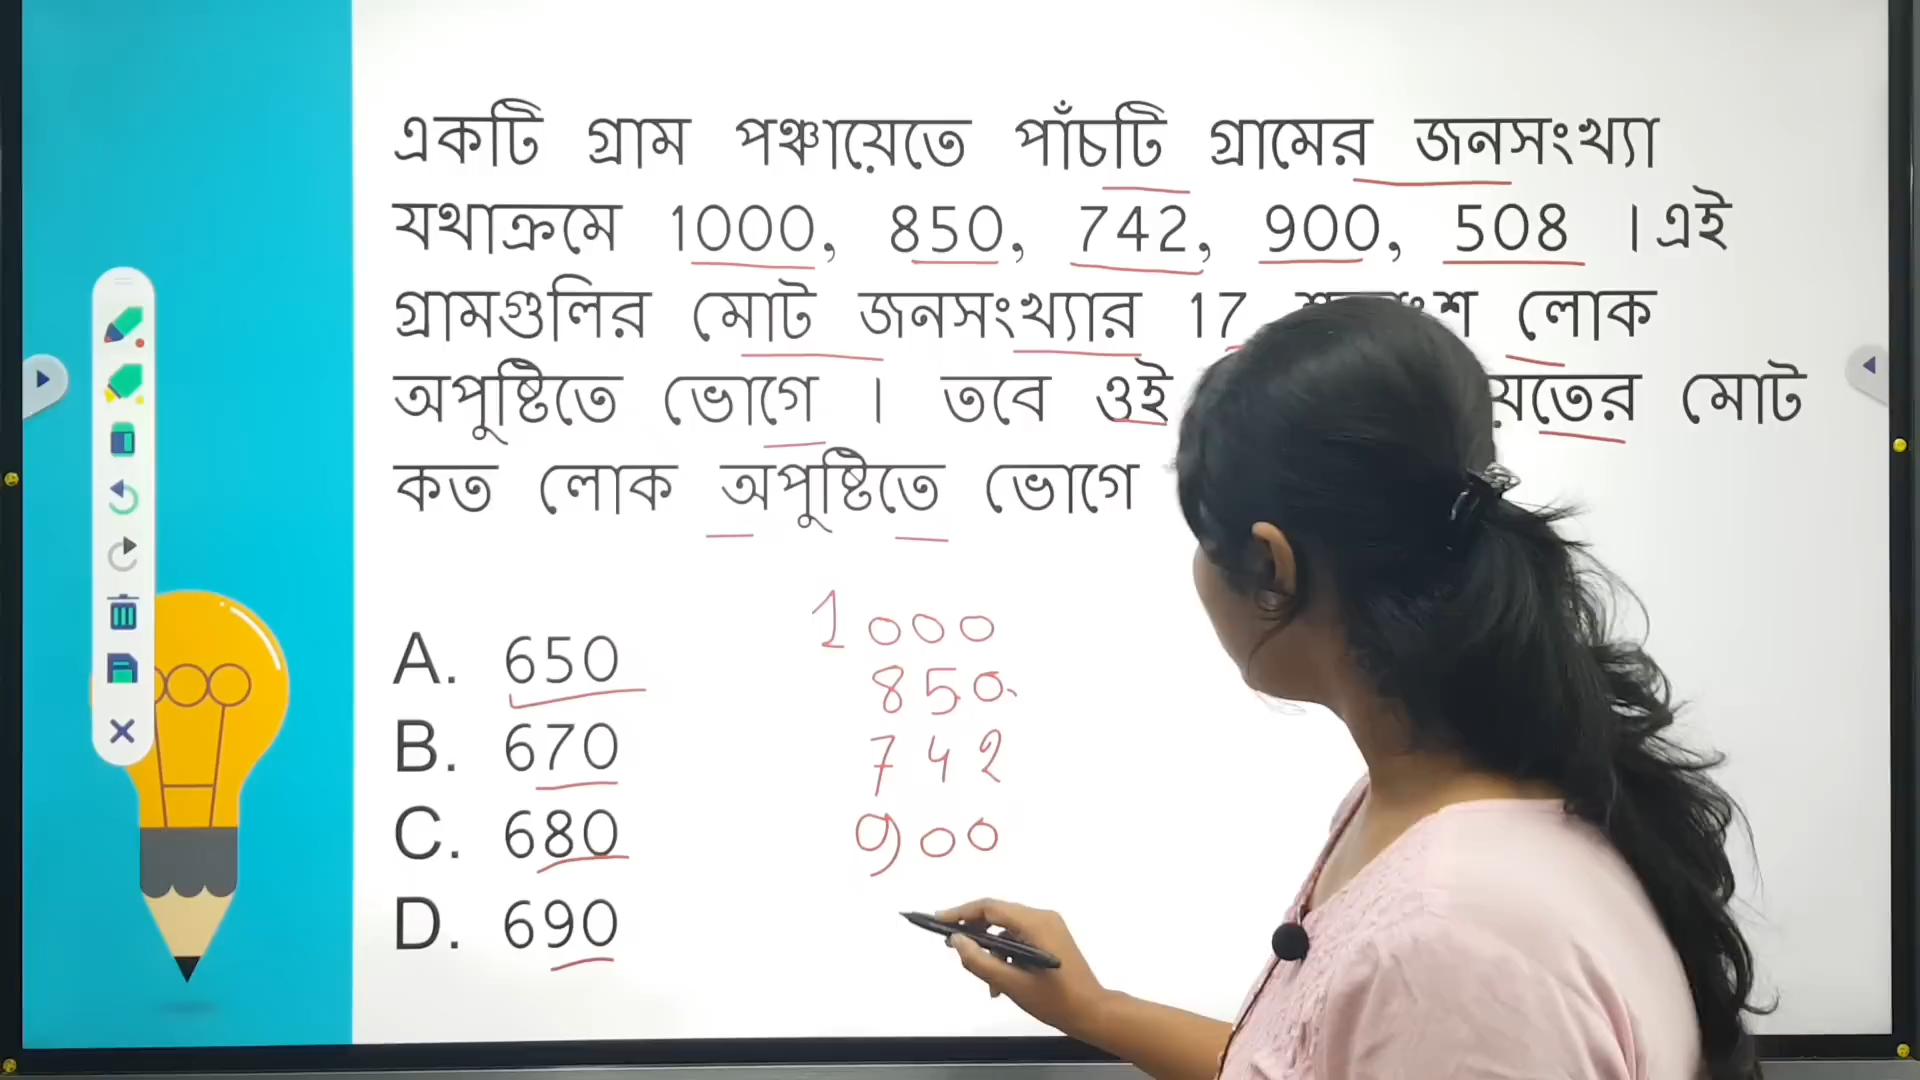 একটি গ্রাম পঞ্চায়েতে পাঁচটি গ্রামের জনসংখ্যা
যথাক্রমে 1000, 850, 742, 900, 508 । এই
গ্রামগুলির মোট জনসংখ্যার 17 লোক
অপুষ্টিতে ভোগে । তবে ওই মোট
কত লোক অপুষ্টিতে ভোগে
A. 650
B. 670
C. 680
D. 690
1000
850
742
900